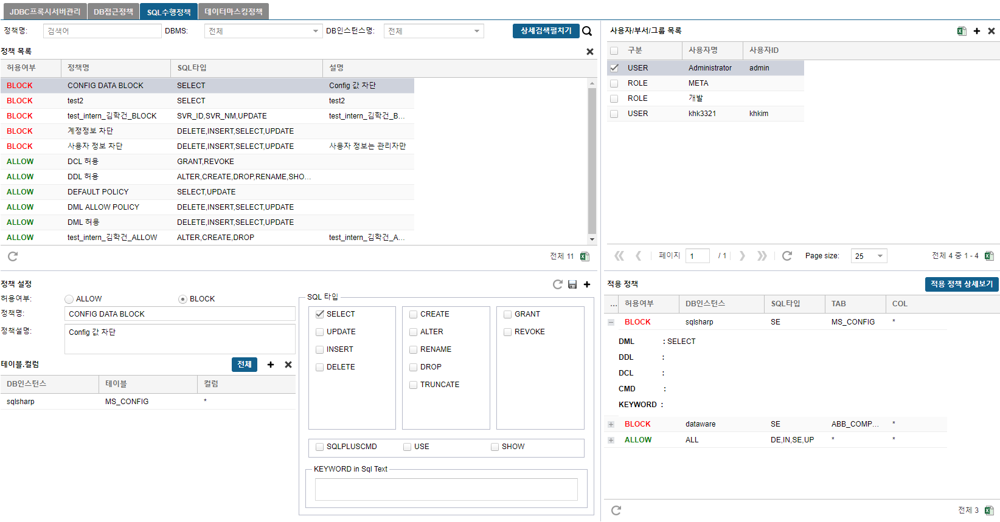 JDBC프록시서버관리 DB접근정책 SQL수행정책 데이터마스킹정책
정책명: 검색어 DBMS: 전체 DB인스턴스명: 전체 상세검색펼치기
정책 목록
허용여부 정책명 SQL타입 설명
BLOCK CONFIG DATA BLOCK SELECT Config 값 차단
BLOCK test2 SELECT test2
BLOCK test_intern_김학건_BLOCK SVR_ID,SVR_NM,UPDATE test_intern_김학건_B...
BLOCK 계정정보 차단 DELETE,INSERT,SELECT,UPDATE
BLOCK 사용자 정보 차단 DELETE,INSERT,SELECT,UPDATE 사용자 정보는 관리자만
ALLOW DCL 허용 GRANT,REVOKE
ALLOW DDL 허용 ALTER,CREATE,DROP,RENAME,SHO...
ALLOW DEFAULT POLICY SELECT,UPDATE
ALLOW DML ALLOW POLICY DELETE,INSERT,SELECT,UPDATE
ALLOW DML 허용 DELETE,INSERT,SELECT,UPDATE
ALLOW test_intern_김학건_ALLOW ALTER,CREATE,DROP test_intern_김학건_A...
전체 11
사용자/부서/그룹 목록
구분 사용자명 사용자ID
USER Administrator admin
ROLE META
ROLE 개발
USER khk3321 khkim
페이지 1 / 1 Page size: 25 전체 4 중 1 - 4
정책 설정
허용여부: ALLOW BLOCK
정책명: CONFIG DATA BLOCK
정책설명: Config 값 차단
테이블.컬럼 전체
DB인스턴스 테이블 컬럼
sqlsharp MS_CONFIG *
SQL 타입
SELECT CREATE GRANT
UPDATE ALTER REVOKE
INSERT RENAME
DELETE DROP
TRUNCATE
SQLPLUSCMD USE SHOW
KEYWORD in Sql Text
적용 정책 적용 정책 상세보기
... 허용여부 DB인스턴스 SQL타입 TAB COL
BLOCK sqlsharp SE MS_CONFIG *
DML : SELECT
DDL :
DCL :
CMD :
KEYWORD :
BLOCK dataware SE ABB_COMP... *
ALLOW ALL DE,IN,SE,UP * *
전체 3